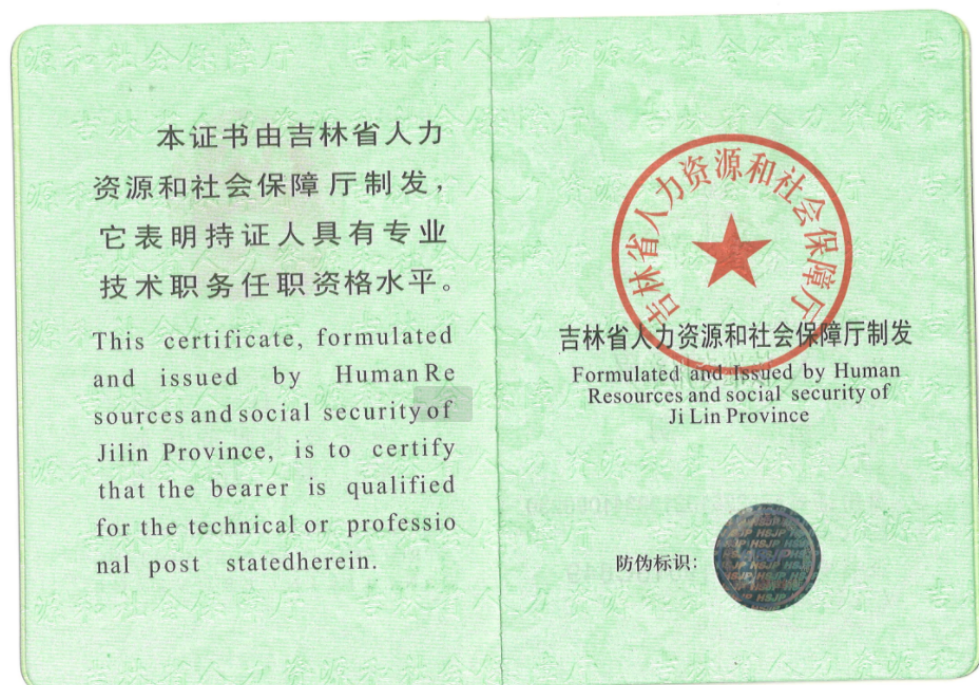 本证书由吉林省人力
资源和社会保障厅制发，
它表明持证人具有专业
技术职务任职资格水平。
This certificate, formulated
and issued by Human Re
sources and social security of
Jilin Province, is to certify
that the bearer is qualified
for the technical or professio
nal post statedherein.
吉林省人力资源和社会保障厅
吉林省人力资源和社会保障厅制发
Formulated and Issued by Human
Resources and social security of
Ji Lin Province
防伪标识：
HSJP